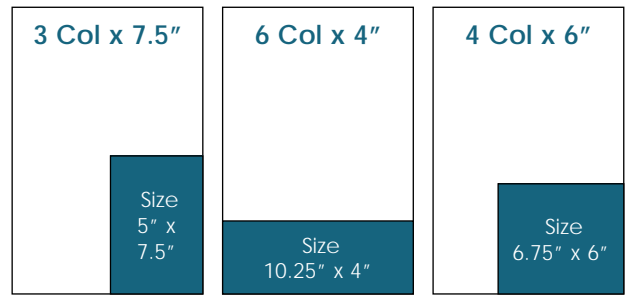 3 Col x 7.5″
6 Col x 4″
4 Col x 6″
Size
5″ x
7.5″
Size
10.25″ x 4″
Size
6.75″ x 6″